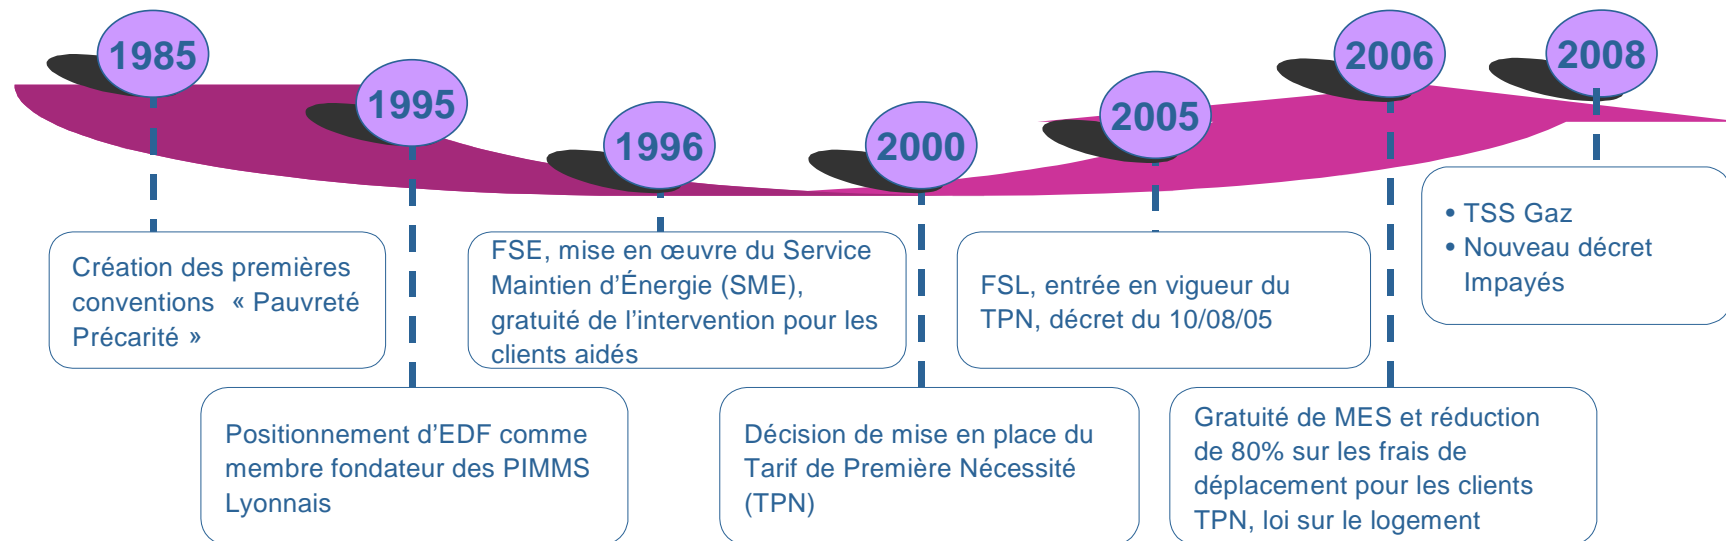 1985
1995
1996
2000
2005
2006
2008
Création des premières
conventions « Pauvreté
Précarité »
Positionnement d’EDF comme
membre fondateur des PIMMS
Lyonnais
FSE, mise en œuvre du Service
Maintien d’Énergie (SME),
gratuité de l’intervention pour les
clients aidés
Décision de mise en place du
Tarif de Première Nécessité
(TPN)
FSL, entrée en vigueur du
TPN, décret du 10/08/05
Gratuité de MES et réduction
de 80% sur les frais de
déplacement pour les clients
TPN, loi sur le logement
• TSS Gaz
• Nouveau décret
Impayés